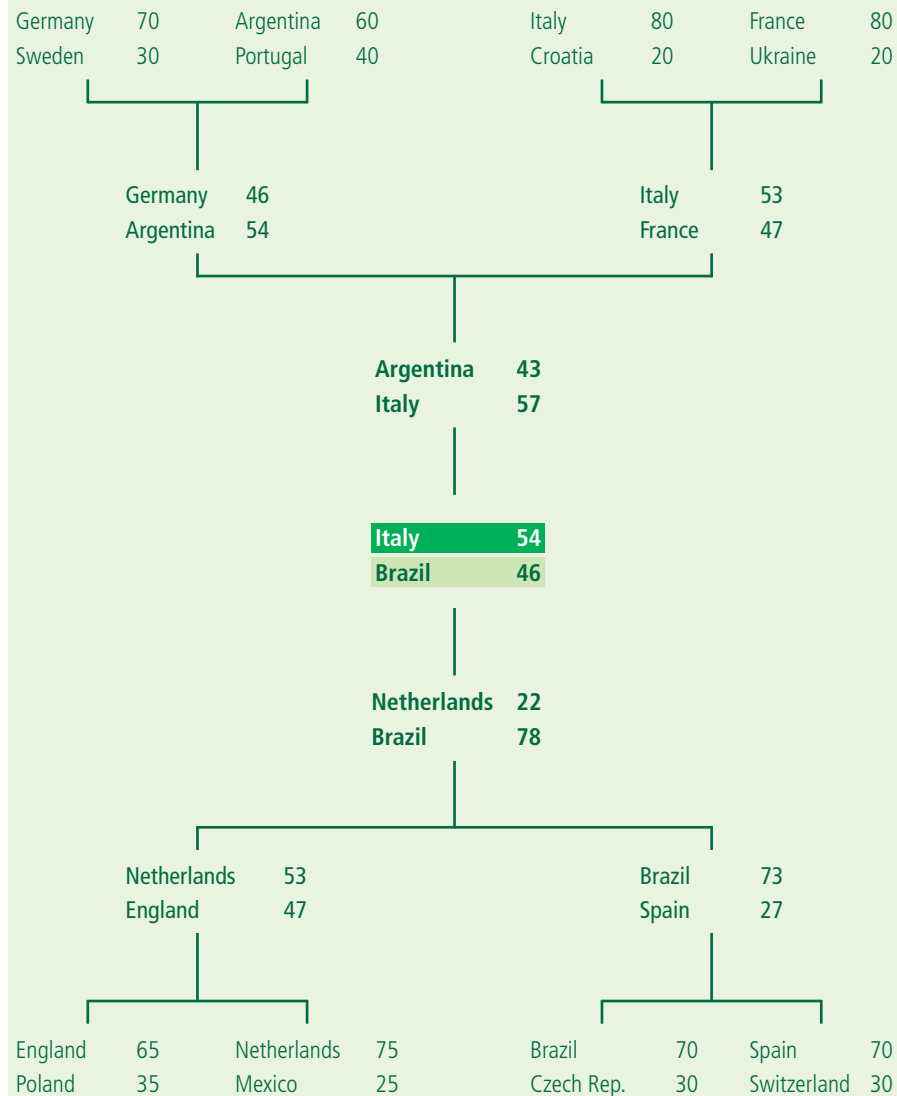 Germany 70 Argentina 60 Italy 80 France 80
Sweden 30 Portugal 40 Croatia 20 Ukraine 20
Germany 46 Italy 53
Argentina 54 France 47
Argentina 43
Italy 57
Italy 54
Brazil 46
Netherlands 22
Brazil 78
Netherlands 53 Brazil 73
England 47 Spain 27
England 65 Netherlands 75 Brazil 70 Spain 70
Poland 35 Mexico 25 Czech Rep. 30 Switzerland 30